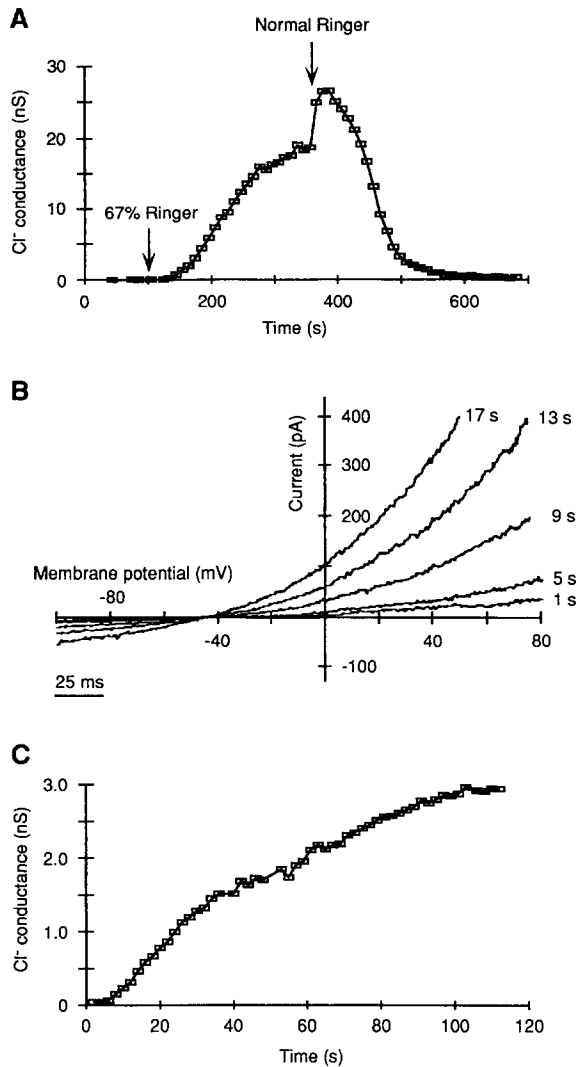 A
Normal Ringer
30
20
10
0
Cl⁻ conductance (nS)
67% Ringer
0 200 400 600
Time (s)
B
400
300
200
-100
Current (pA)
17 s
13 s
9 s
5 s
1 s
Membrane potential (mV)
-80
-40 40 80
25 ms
C
3.0
2.0
1.0
0
Cl⁻ conductance (nS)
0 20 40 60 80 100 120
Time (s)